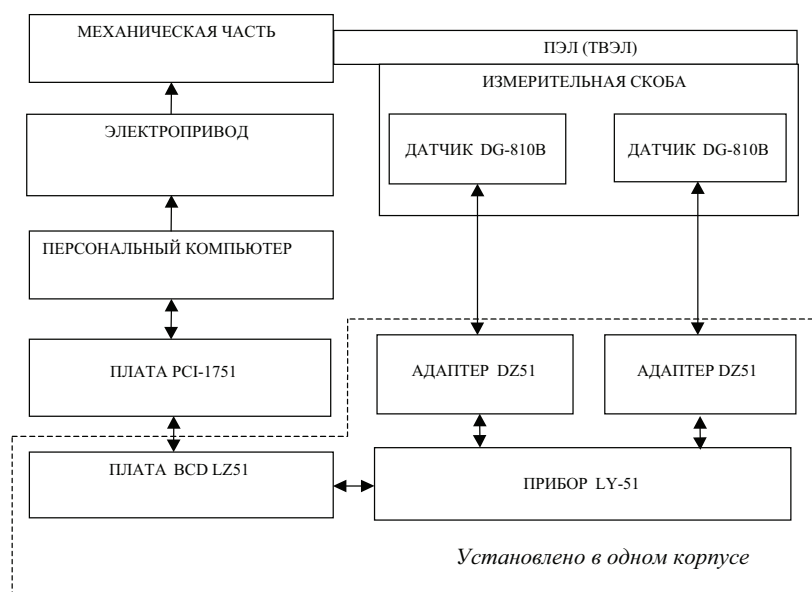 МЕХАНИЧЕСКАЯ ЧАСТЬ
ПЭЛ (ТВЭЛ)
ИЗМЕРИТЕЛЬНАЯ СКОБА
ЭЛЕКТРОПРИВОД
ДАТЧИК DG-810B
ДАТЧИК DG-810B
ПЕРСОНАЛЬНЫЙ КОМПЬЮТЕР
ПЛАТА PCI-1751
АДАПТЕР DZ51
АДАПТЕР DZ51
ПЛАТА BCD LZ51
ПРИБОР LY-51
Установлено в одном корпусе